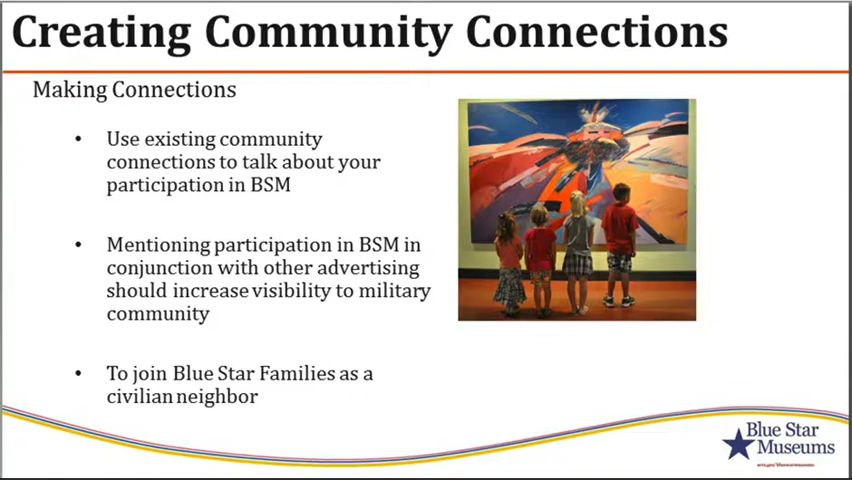 Creating Community Connections
Making Connections
• Use existing community
connections to talk about your
participation in BSM
• Mentioning participation in BSM in
conjunction with other advertising
should increase visibility to military
community
• To join Blue Star Families as a
civilian neighbor
Blue Star
Museums